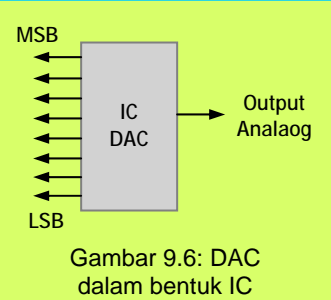 MSB
IC
DAC
Output
Analaog
LSB
Gambar 9.6: DAC
dalam bentuk IC